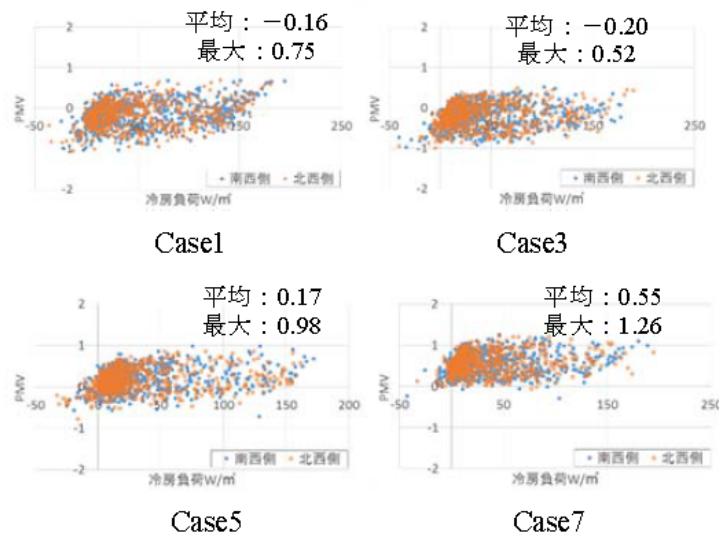 平均：－0.16
最大：0.75
2
1
0
-50
150
250
-2
PMV
南西側 北西側
冷房負荷W/㎡
Case1
平均：－0.20
最大：0.52
2
1
0
-50
150
250
-1
-2
PMV
南西側 北西側
冷房負荷W/㎡
Case3
平均：0.17
最大：0.98
2
1
0
-50
0
50
100
150
200
-1
-2
PMV
南西側 北西側
冷房負荷W/㎡
Case5
平均：0.55
最大：1.26
2
1
0
-50
0
50
150
250
-1
-2
PMV
南西側 北西側
冷房負荷W/㎡
Case7